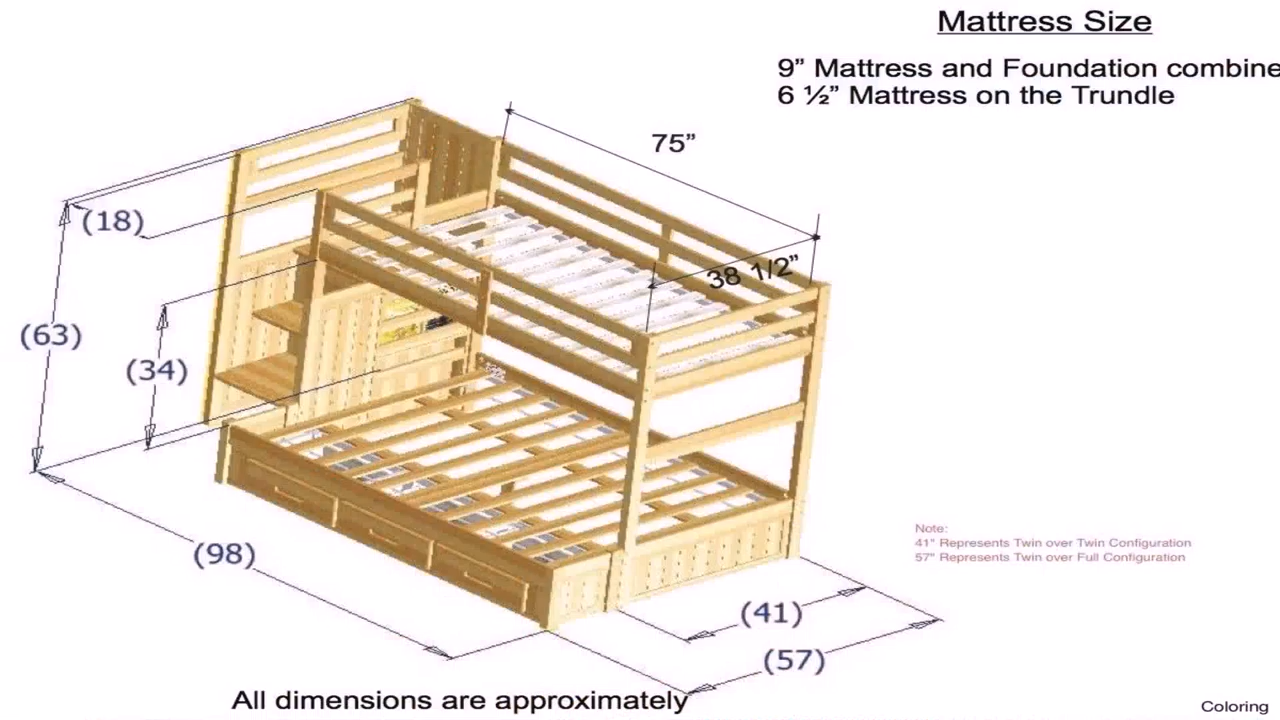 Mattress Size
9” Mattress and Foundation combine
6 ½” Mattress on the Trundle
75”
(18)
38 1/2”
(63)
(34)
Note:
41" Represents Twin over Twin Configuration
57" Represents Twin over Full Configuration
(98)
(41)
(57)
All dimensions are approximately
Coloring